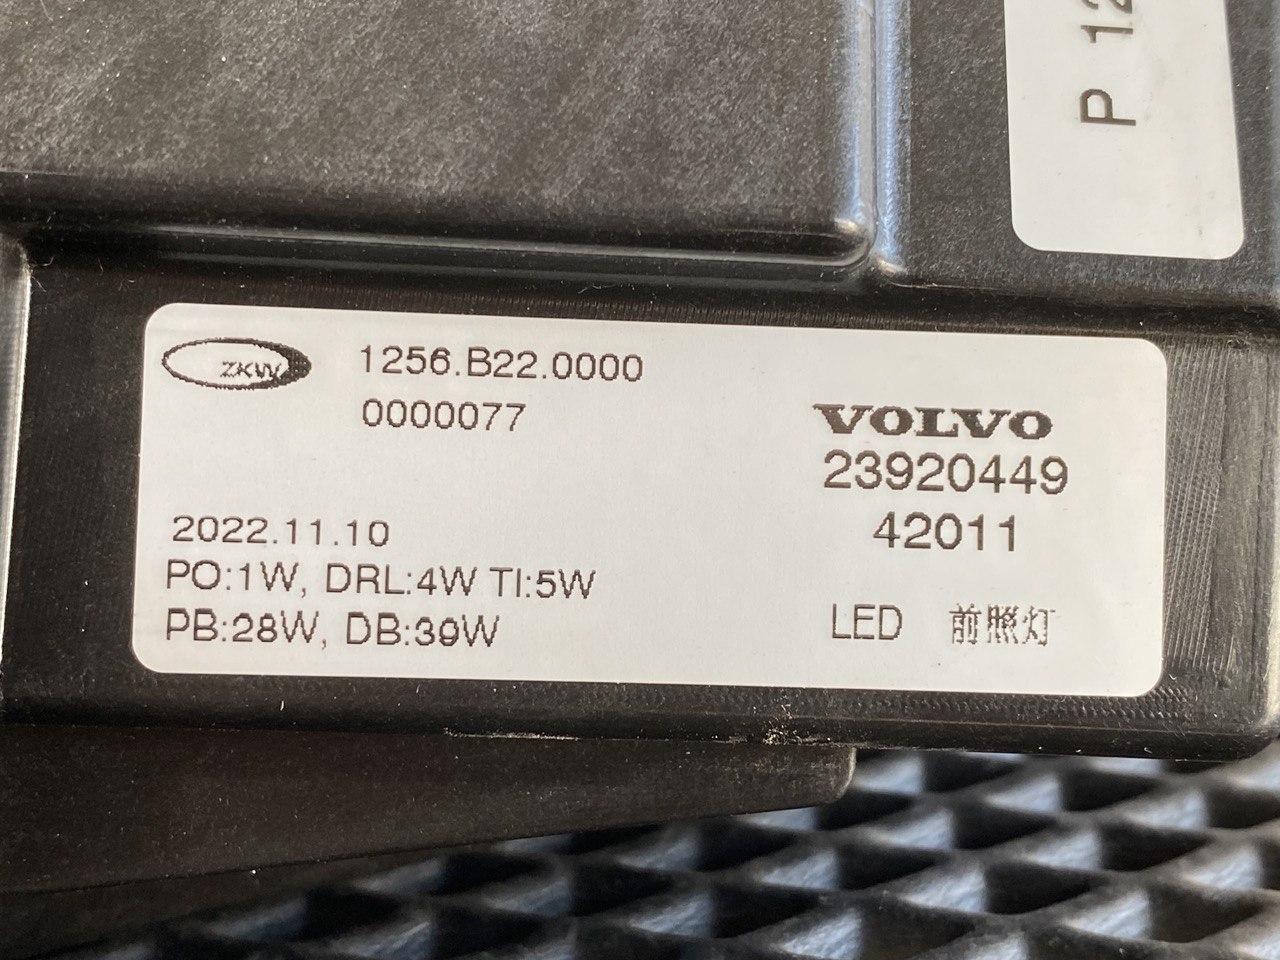 P 12
ZKW
1256.B22.0000
0000077
VOLVO
23920449
42011
2022.11.10
PO:1W, DRL:4W TI:5W
PB:28W, DB:39W
LED 前照灯